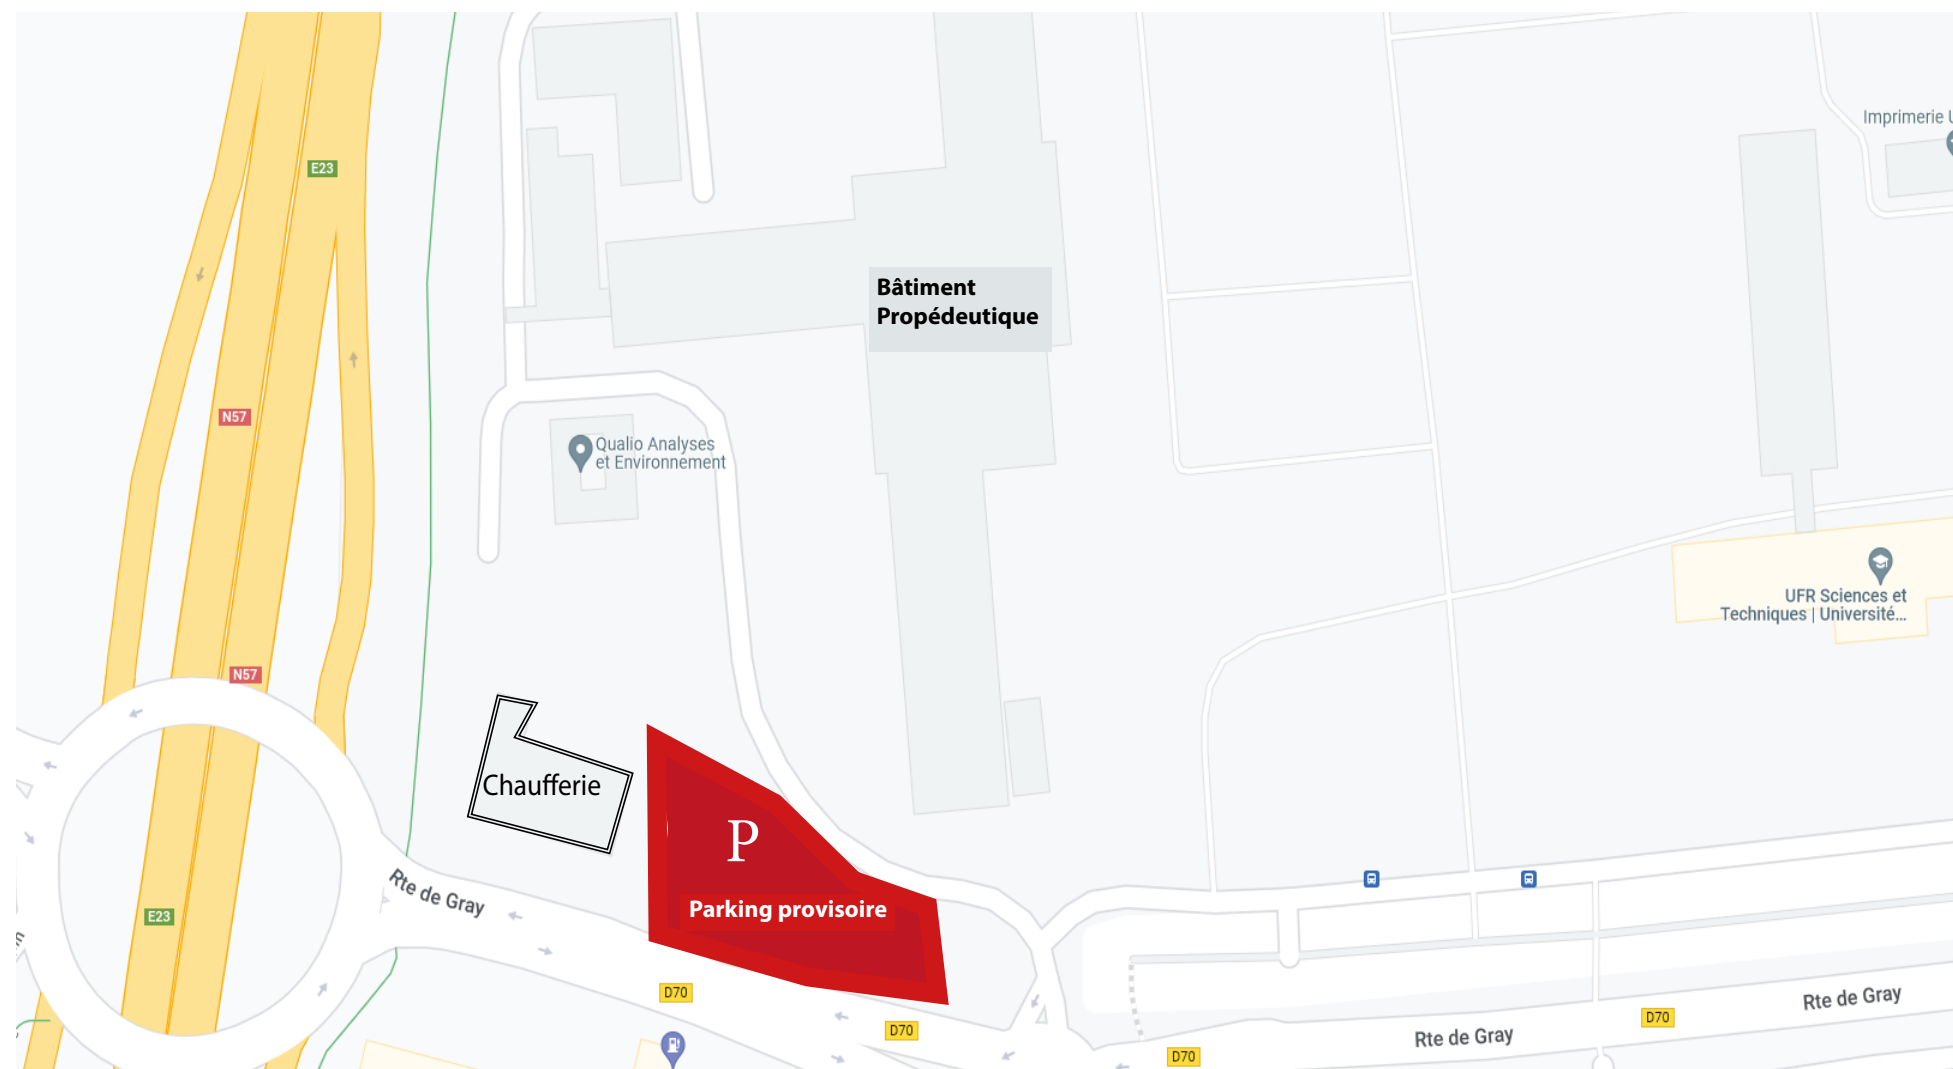 Imprimerie U
E23
Bâtiment
Propédeutique
N57
Qualio Analyses
et Environnement
UFR Sciences et
Techniques | Université...
N57
Chaufferie
P
Parking provisoire
Rte de Gray
E23
D70
D70
D70
Rte de Gray
D70
Rte de Gray